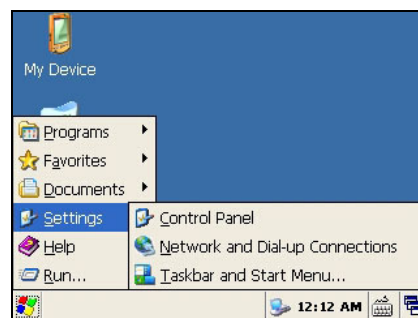 My Device
Programs
Favorites
Documents
Settings
Help
Run...
Control Panel
Network and Dial-up Connections
Taskbar and Start Menu...
12:12 AM